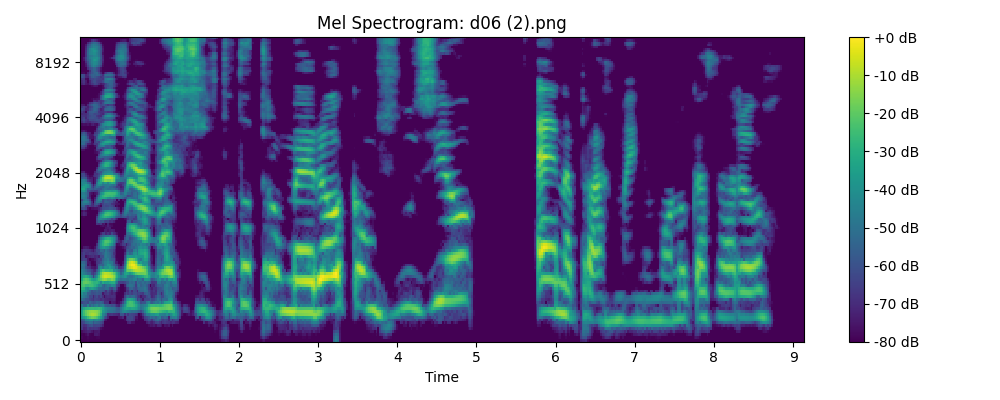 Mel Spectrogram: d06 (2).png
+0 dB
8192
-10 dB
4096
-20 dB
-30 dB
2048
Hz
-40 dB
1024
-50 dB
512
-60 dB
-70 dB
0
-80 dB
0 1 2 3 4 5 6 7 8 9
Time